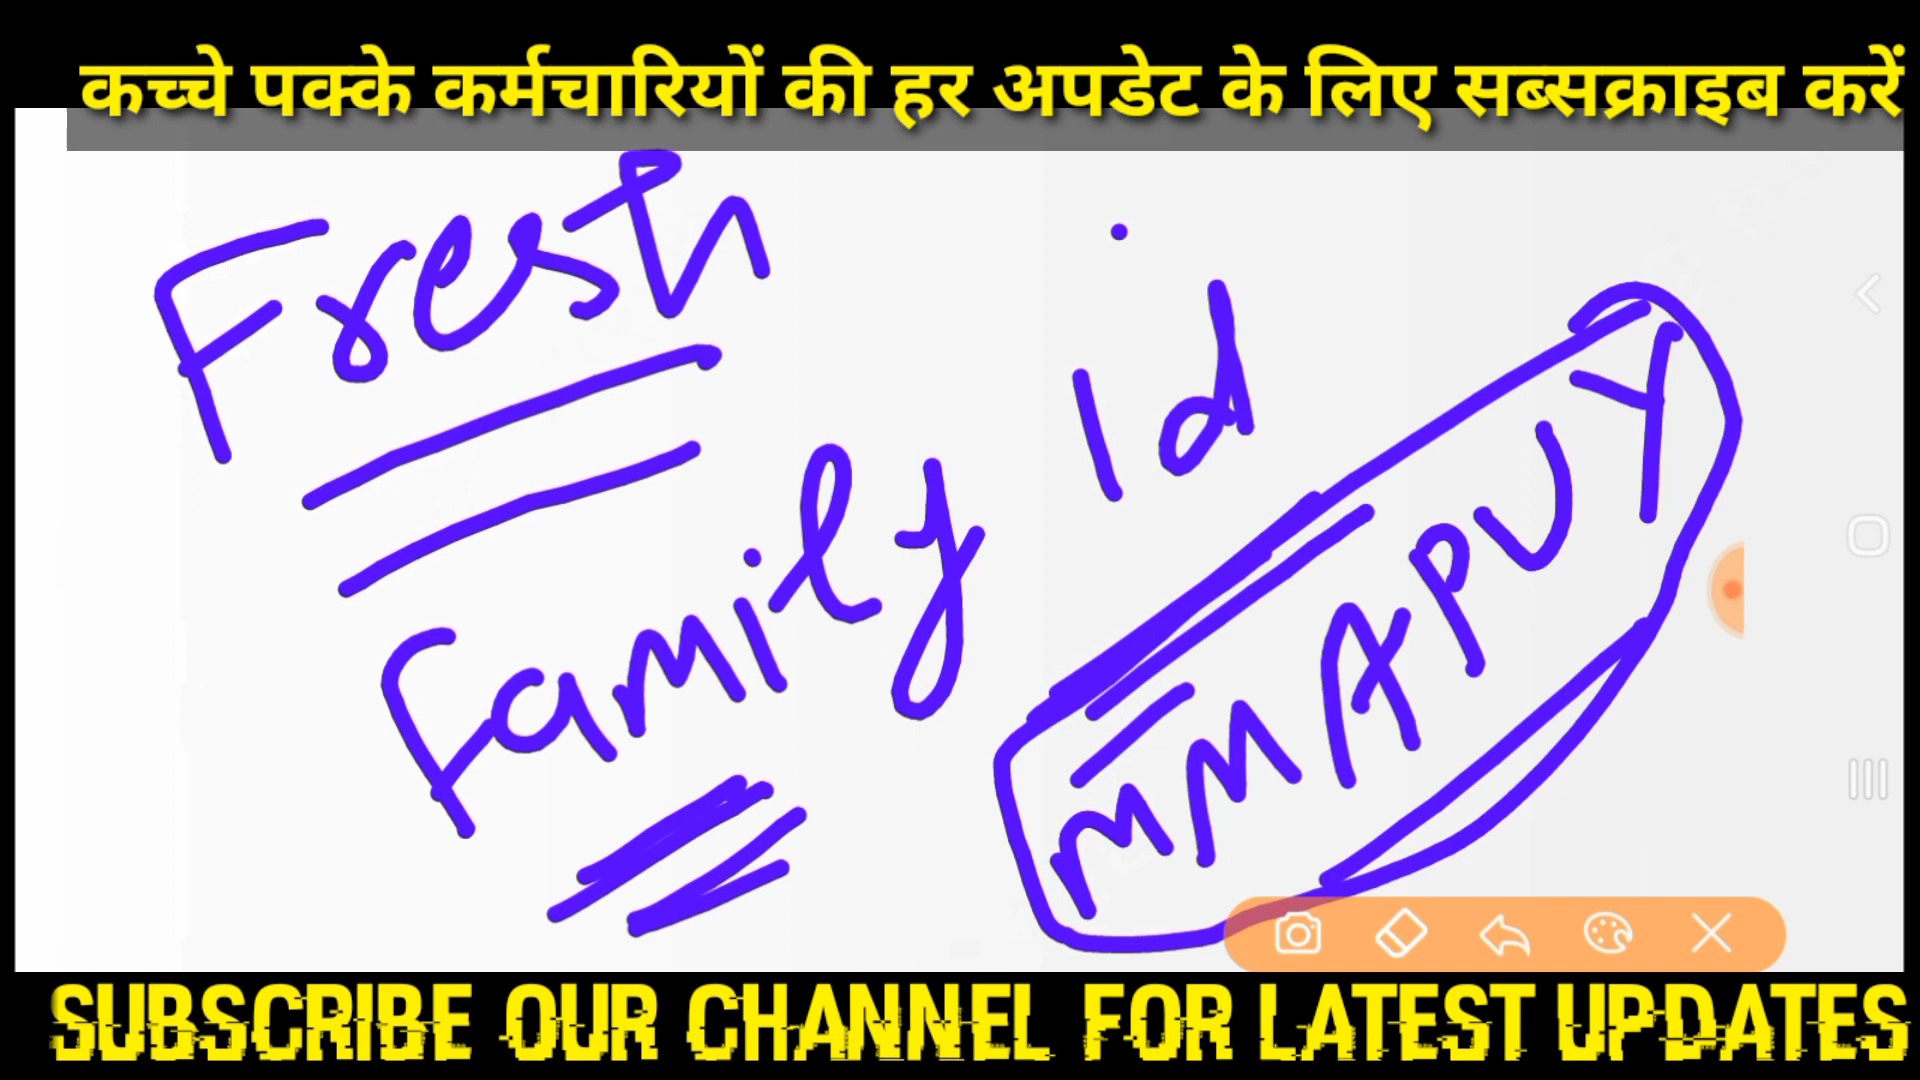 कच्चे पक्के कर्मचारियों की हर अपडेट के लिए सब्सक्राइब करें
Fresh
Family id
MMAPUY
SUBSCRIBE OUR CHANNEL FOR LATEST UPDATES